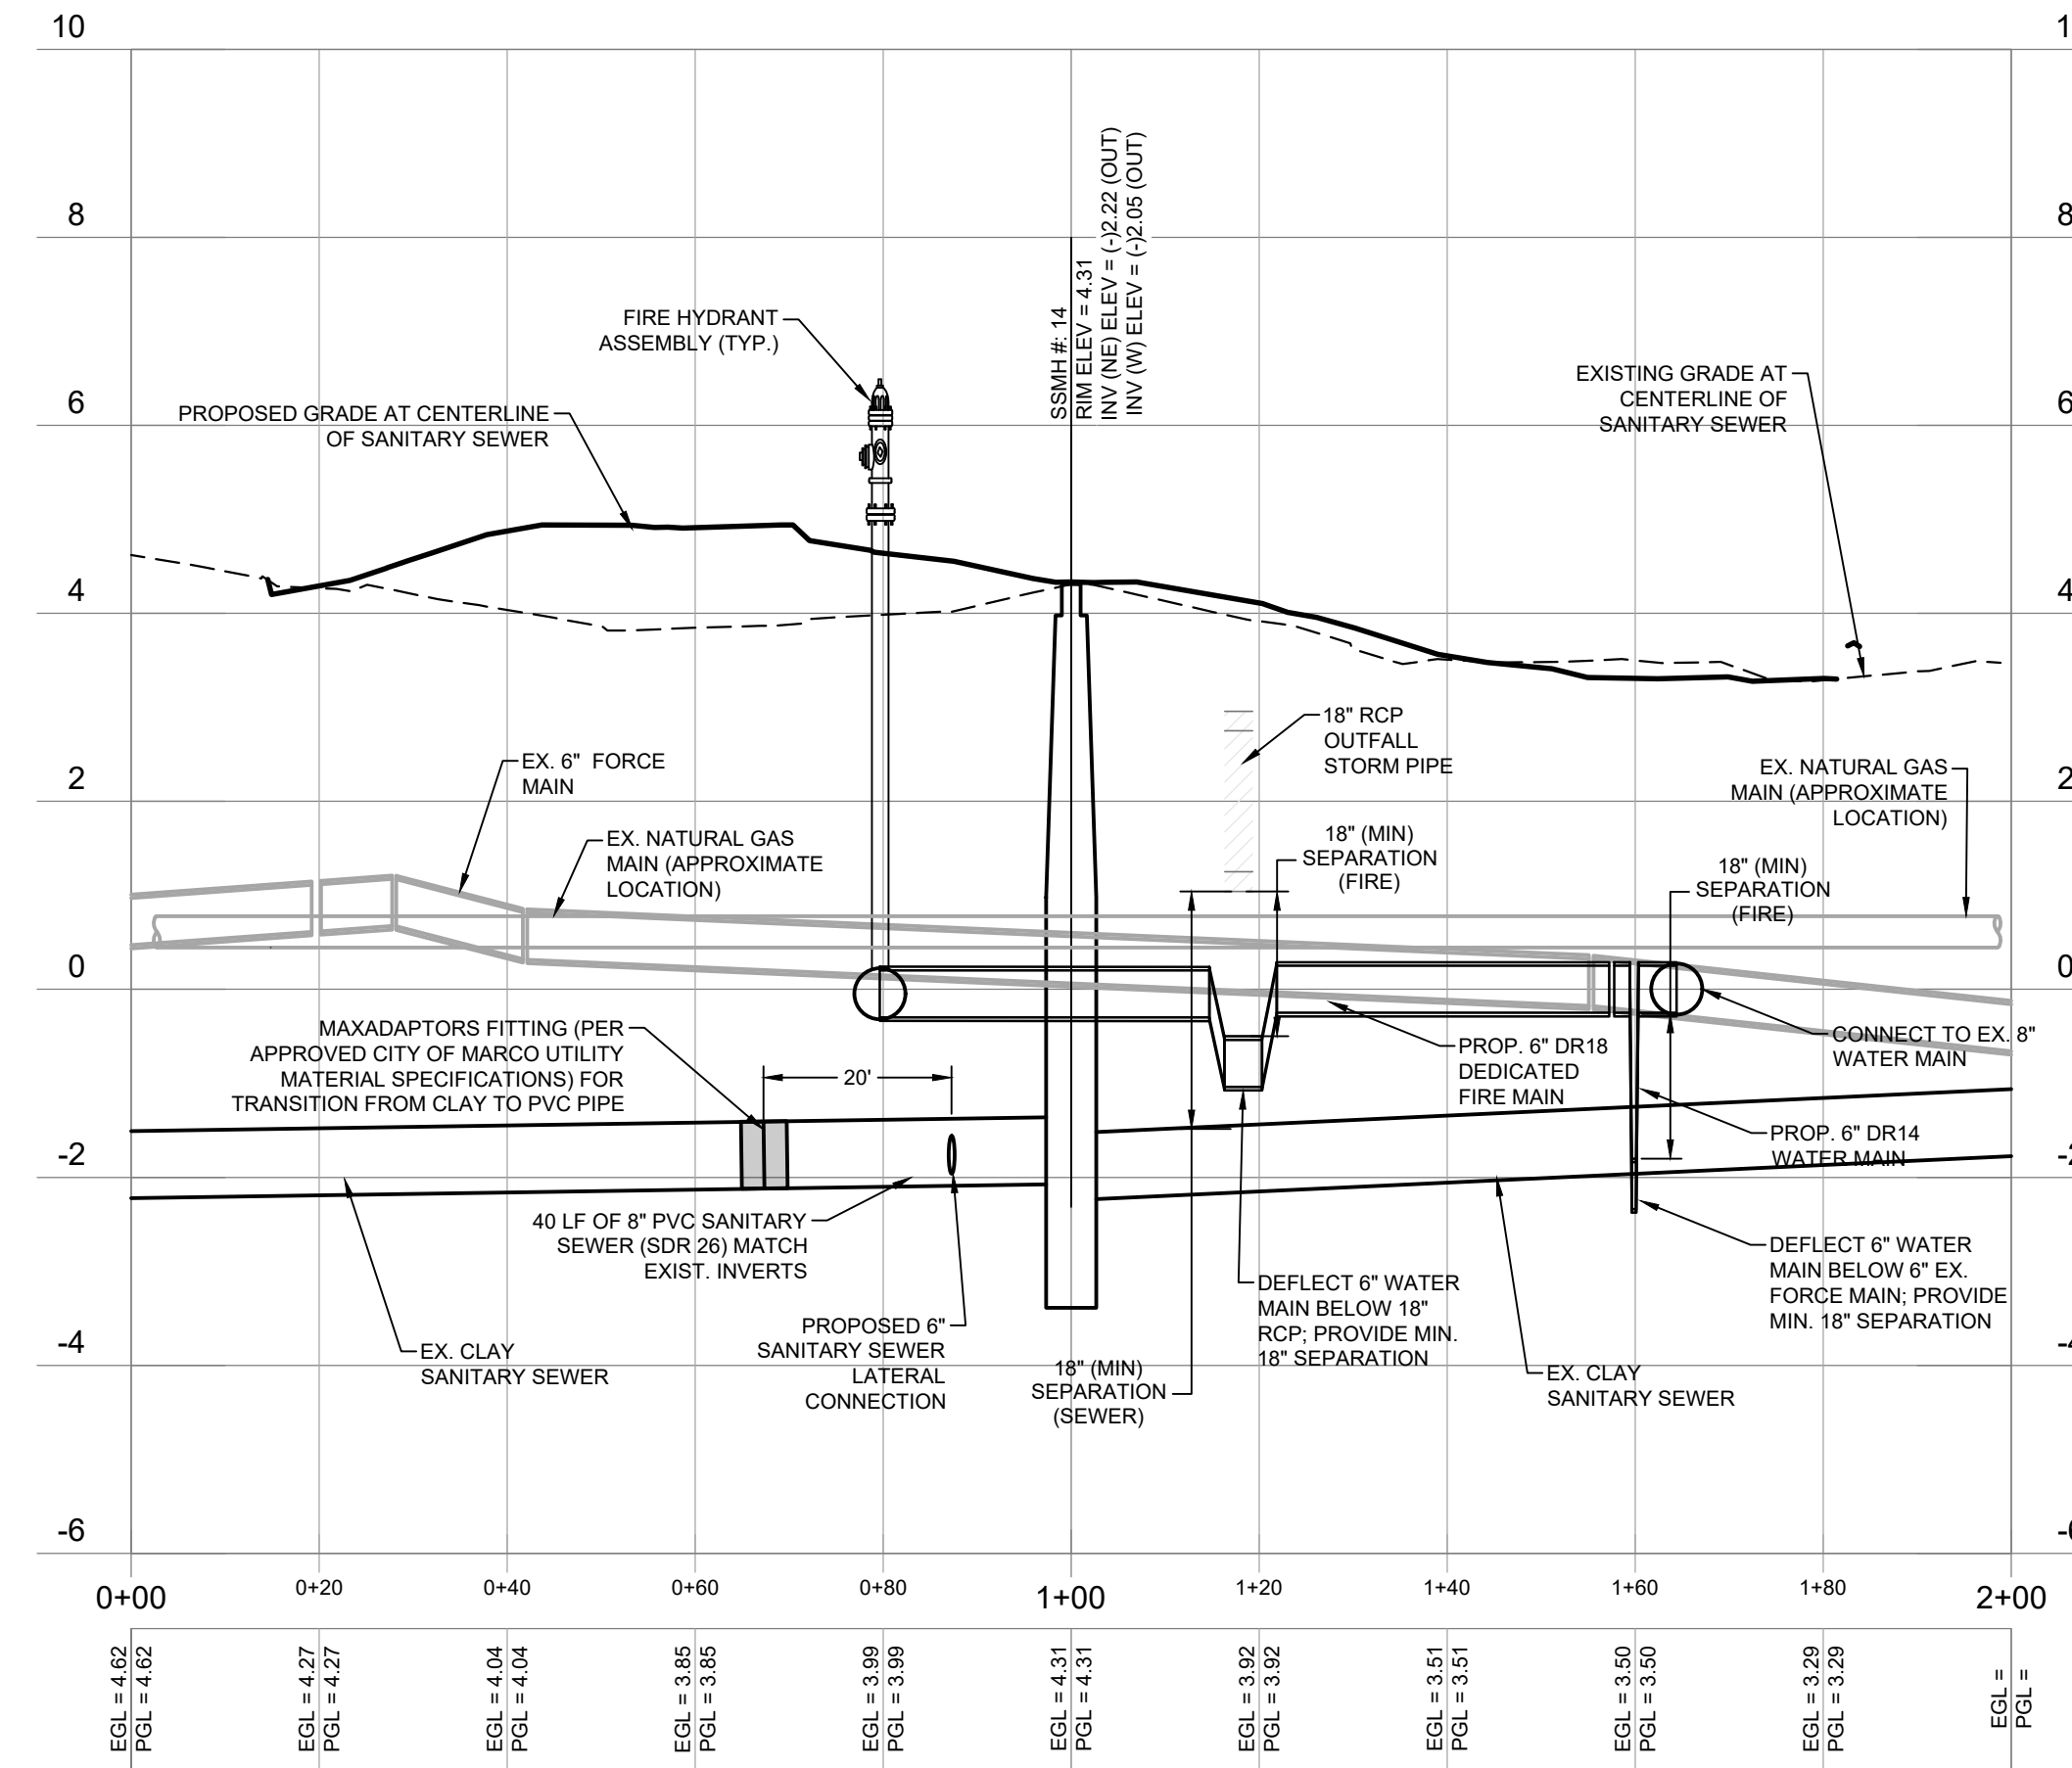 10
8
6
4
2
0
-2
-4
-6
1
8
6
4
2
0
-2
-4
SSMH #: 14
RIM ELEV = 4.31
INV (NE) ELEV = (-)2.22 (OUT)
INV (W) ELEV = (-)2.05 (OUT)
FIRE HYDRANT
ASSEMBLY (TYP.)
PROPOSED GRADE AT CENTERLINE
OF SANITARY SEWER
EXISTING GRADE AT
CENTERLINE OF
SANITARY SEWER
18" RCP
OUTFALL
STORM PIPE
EX. 6" FORCE
MAIN
EX. NATURAL GAS
MAIN (APPROXIMATE
LOCATION)
EX. NATURAL GAS
MAIN (APPROXIMATE
LOCATION)
18" (MIN)
SEPARATION
(FIRE)
18" (MIN)
SEPARATION
(FIRE)
MAXADAPTORS FITTING (PER
APPROVED CITY OF MARCO UTILITY
MATERIAL SPECIFICATIONS) FOR
TRANSITION FROM CLAY TO PVC PIPE
20'
PROP. 6" DR18
DEDICATED
FIRE MAIN
CONNECT TO EX. 8"
WATER MAIN
PROP. 6" DR14
WATER MAIN
40 LF OF 8" PVC SANITARY
SEWER (SDR 26) MATCH
EXIST. INVERTS
DEFLECT 6" WATER
MAIN BELOW 6" EX.
FORCE MAIN; PROVIDE
MIN. 18" SEPARATION
DEFLECT 6" WATER
MAIN BELOW 18"
RCP; PROVIDE MIN.
18" SEPARATION
PROPOSED 6"
SANITARY SEWER
LATERAL
CONNECTION
EX. CLAY
SANITARY SEWER
18" (MIN)
SEPARATION
(SEWER)
EX. CLAY
SANITARY SEWER
0+00
0+20
0+40
0+60
0+80
1+00
1+20
1+40
1+60
1+80
2+00
EGL = 4.62
PGL = 4.62
EGL = 4.27
PGL = 4.27
EGL = 4.04
PGL = 4.04
EGL = 3.85
PGL = 3.85
EGL = 3.99
PGL = 3.99
EGL = 4.31
PGL = 4.31
EGL = 3.92
PGL = 3.92
EGL = 3.51
PGL = 3.51
EGL = 3.50
PGL = 3.50
EGL = 3.29
PGL = 3.29
EGL =
PGL =